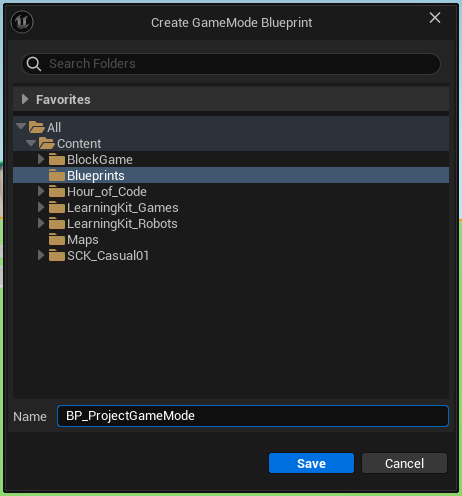 Create GameMode Blueprint
Search Folders
Favorites
All
Content
BlockGame
Blueprints
Hour_of_Code
LearningKit_Games
LearningKit_Robots
Maps
SCK_Casual01
Name BP_ProjectGameMode
Save Cancel